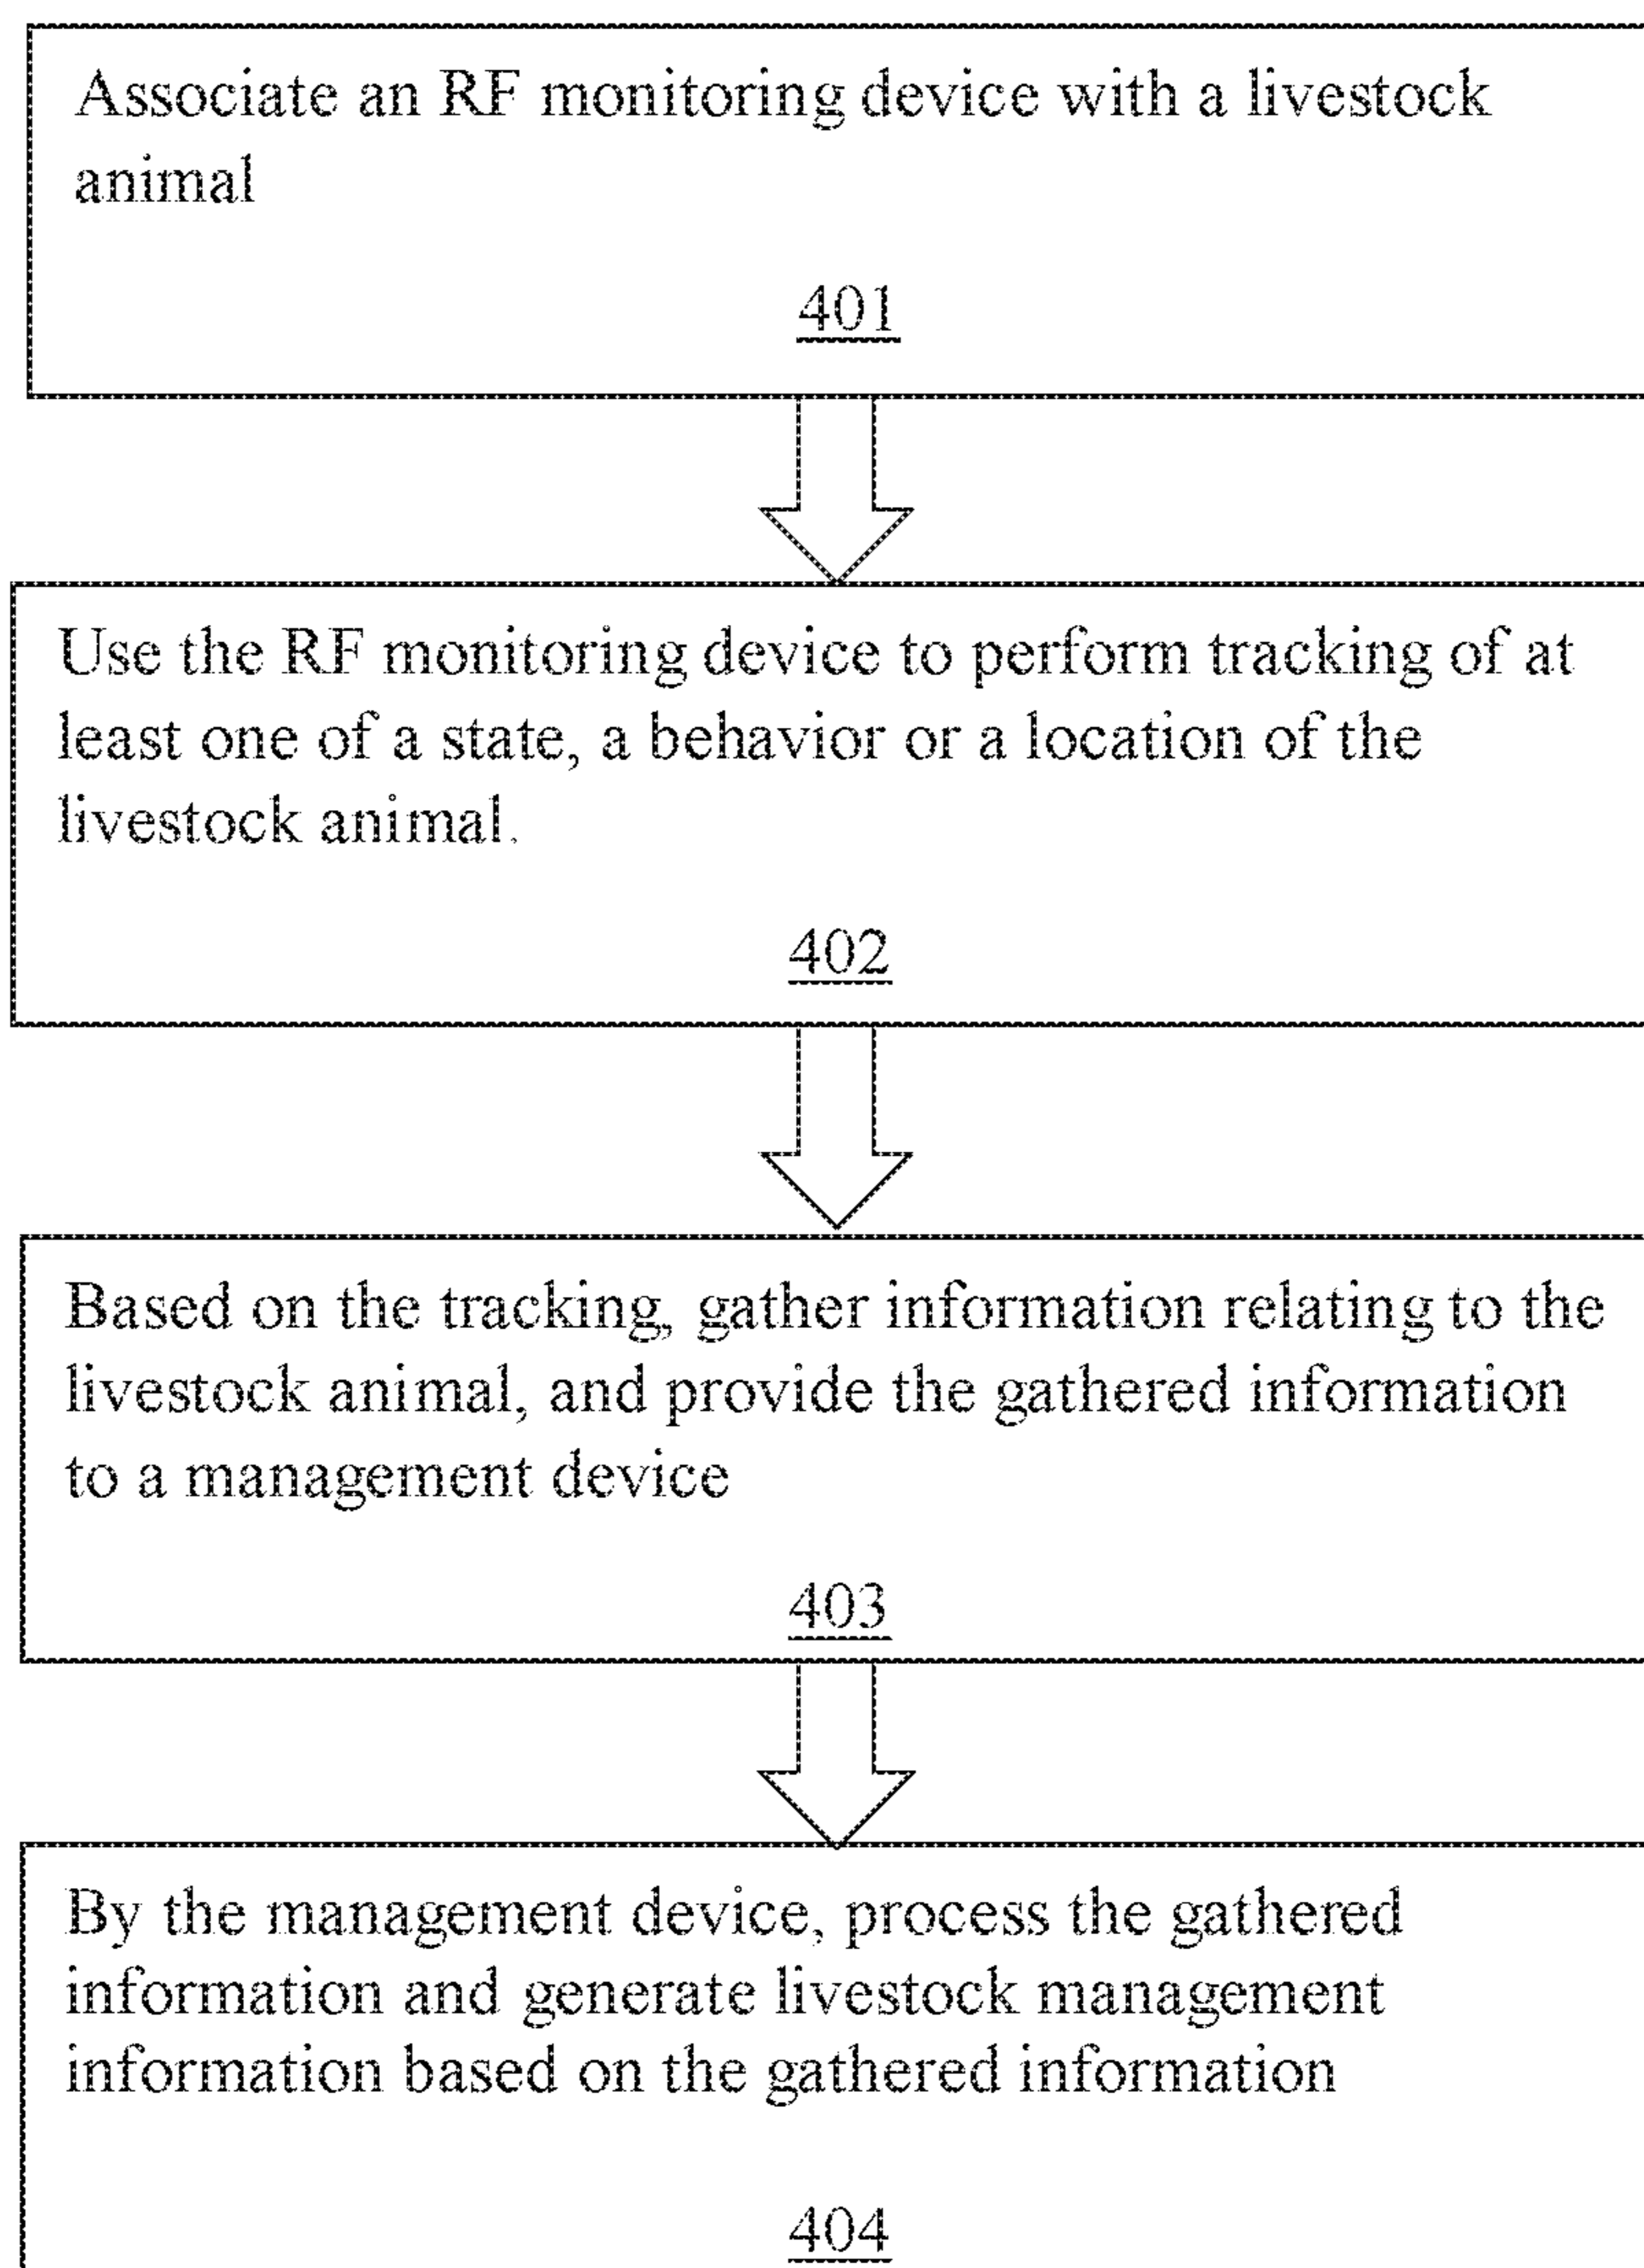 Associate an RF monitoring device with a livestock
animal
401
Use the RF monitoring device to perform tracking of at
least one of a state, a behavior or a location of the
livestock animal.
402
Based on the tracking, gather information relating to the
livestock animal, and provide the gathered information
to a management device
403
By the management device, process the gathered
information and generate livestock management
information based on the gathered information
404